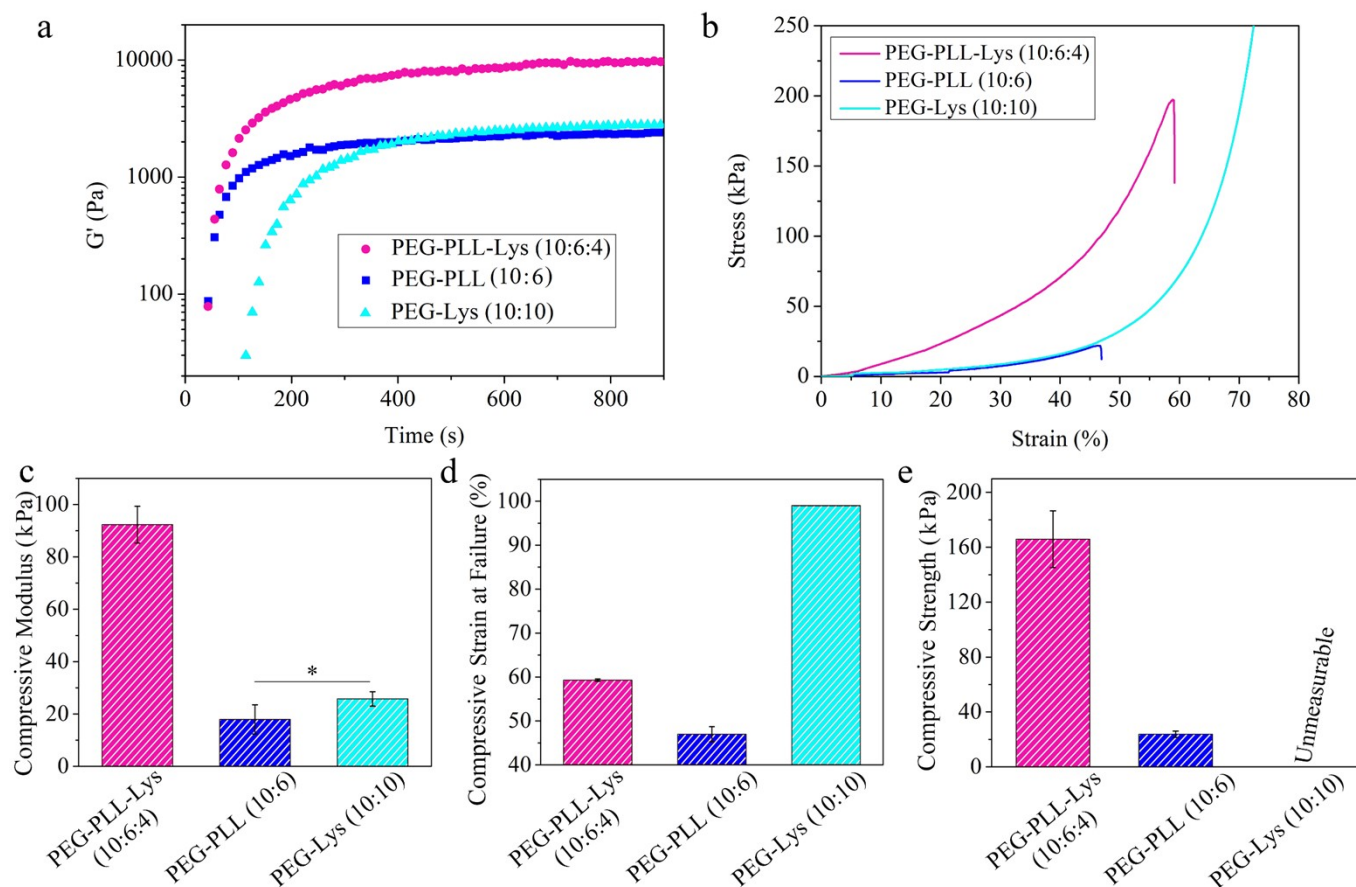 a
10000
1000
100
G' (Pa)
PEG-PLL-Lys (10:6:4)
PEG-PLL (10:6)
PEG-Lys (10:10)
0
200
400
600
800
Time (s)
b
250
200
150
100
50
0
Stress (kPa)
PEG-PLL-Lys (10:6:4)
PEG-PLL (10:6)
PEG-Lys (10:10)
0
10
20
30
40
50
60
70
80
Strain (%)
c
100
80
60
40
20
0
Compressive Modulus (kPa)
*
PEG-PLL-Lys
(10:6:4)
PEG-PLL (10:6)
PEG-Lys (10:10)
d
100
90
80
70
60
50
40
Compressive Strain at Failure (%)
PEG-PLL-Lys
(10:6:4)
PEG-PLL (10:6)
PEG-Lys (10:10)
e
200
160
120
80
40
0
Compressive Strength (kPa)
Unmeasurable
PEG-PLL-Lys
(10:6:4)
PEG-PLL (10:6)
PEG-Lys (10:10)